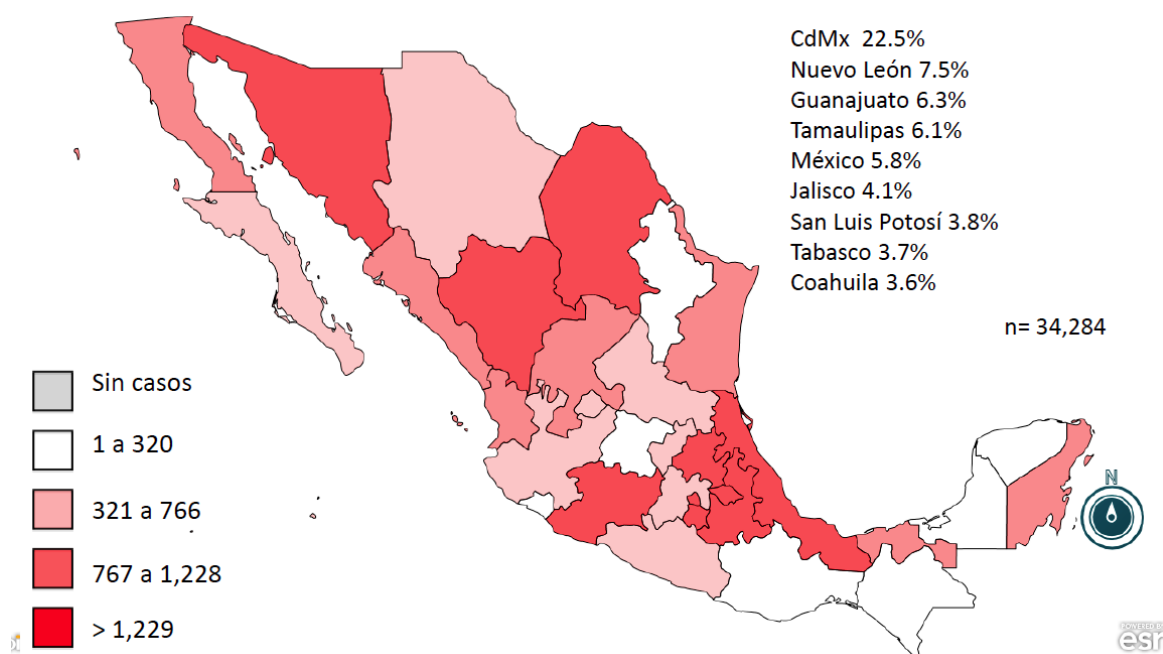 CdMx 22.5%
Nuevo León 7.5%
Guanajuato 6.3%
Tamaulipas 6.1%
México 5.8%
Jalisco 4.1%
San Luis Potosí 3.8%
Tabasco 3.7%
Coahuila 3.6%
n= 34,284
Sin casos
1 a 320
321 a 766
767 a 1,228
> 1,229
N
POWERED BY
esri